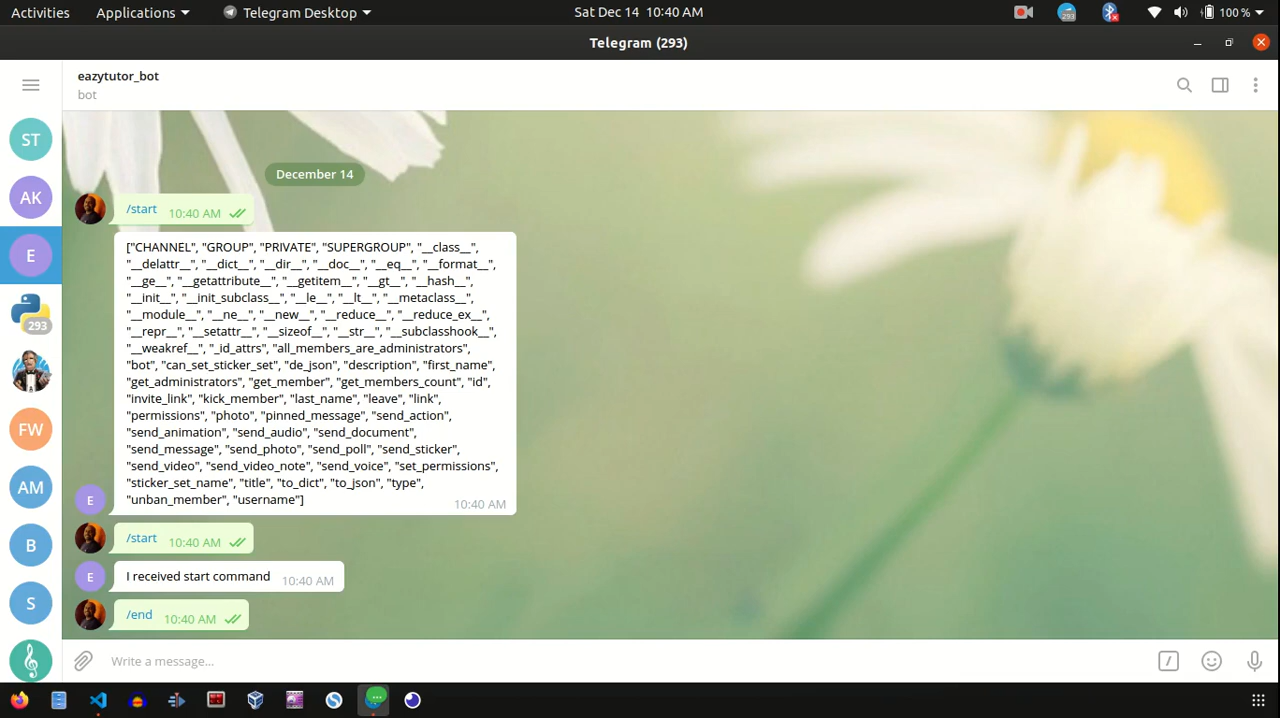 Activities
Applications
Telegram Desktop
Sat Dec 14 10:40 AM
293
100 %
Telegram (293)
eazytutor_bot
bot
ST
AK
E
293
FW
AM
B
S
December 14
/start 10:40 AM
["CHANNEL", "GROUP", "PRIVATE", "SUPERGROUP", "__class__",
"__delattr__", "__dict__", "__dir__", "__doc__", "__eq__", "__format__",
"__ge__", "__getattribute__", "__getitem__", "__gt__", "__hash__",
"__init__", "__init_subclass__", "__le__", "__lt__", "__metaclass__",
"__module__", "__ne__", "__new__", "__reduce__", "__reduce_ex__",
"__repr__", "__setattr__", "__sizeof__", "__str__", "__subclasshook__",
"__weakref__", "_id_attrs", "all_members_are_administrators",
"bot", "can_set_sticker_set", "de_json", "description", "first_name",
"get_administrators", "get_member", "get_members_count", "id",
"invite_link", "kick_member", "last_name", "leave", "link",
"permissions", "photo", "pinned_message", "send_action",
"send_animation", "send_audio", "send_document",
"send_message", "send_photo", "send_poll", "send_sticker",
"send_video", "send_video_note", "send_voice", "set_permissions",
"sticker_set_name", "title", "to_dict", "to_json", "type",
"unban_member", "username"]
E
10:40 AM
/start 10:40 AM
E
I received start command 10:40 AM
/end 10:40 AM
Write a message...